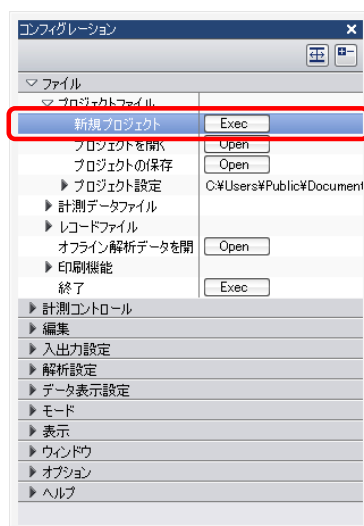 コンフィグレーション
ファイル
プロジェクトファイル
新規プロジェクト Exec
プロジェクトを開く Open
プロジェクトの保存 Open
プロジェクト設定 C:¥Users¥Public¥Document
計測データファイル
レコードファイル
オフライン解析データを開 Open
印刷機能
終了 Exec
計測コントロール
編集
入出力設定
解析設定
データ表示設定
モード
表示
ウィンドウ
オプション
ヘルプ